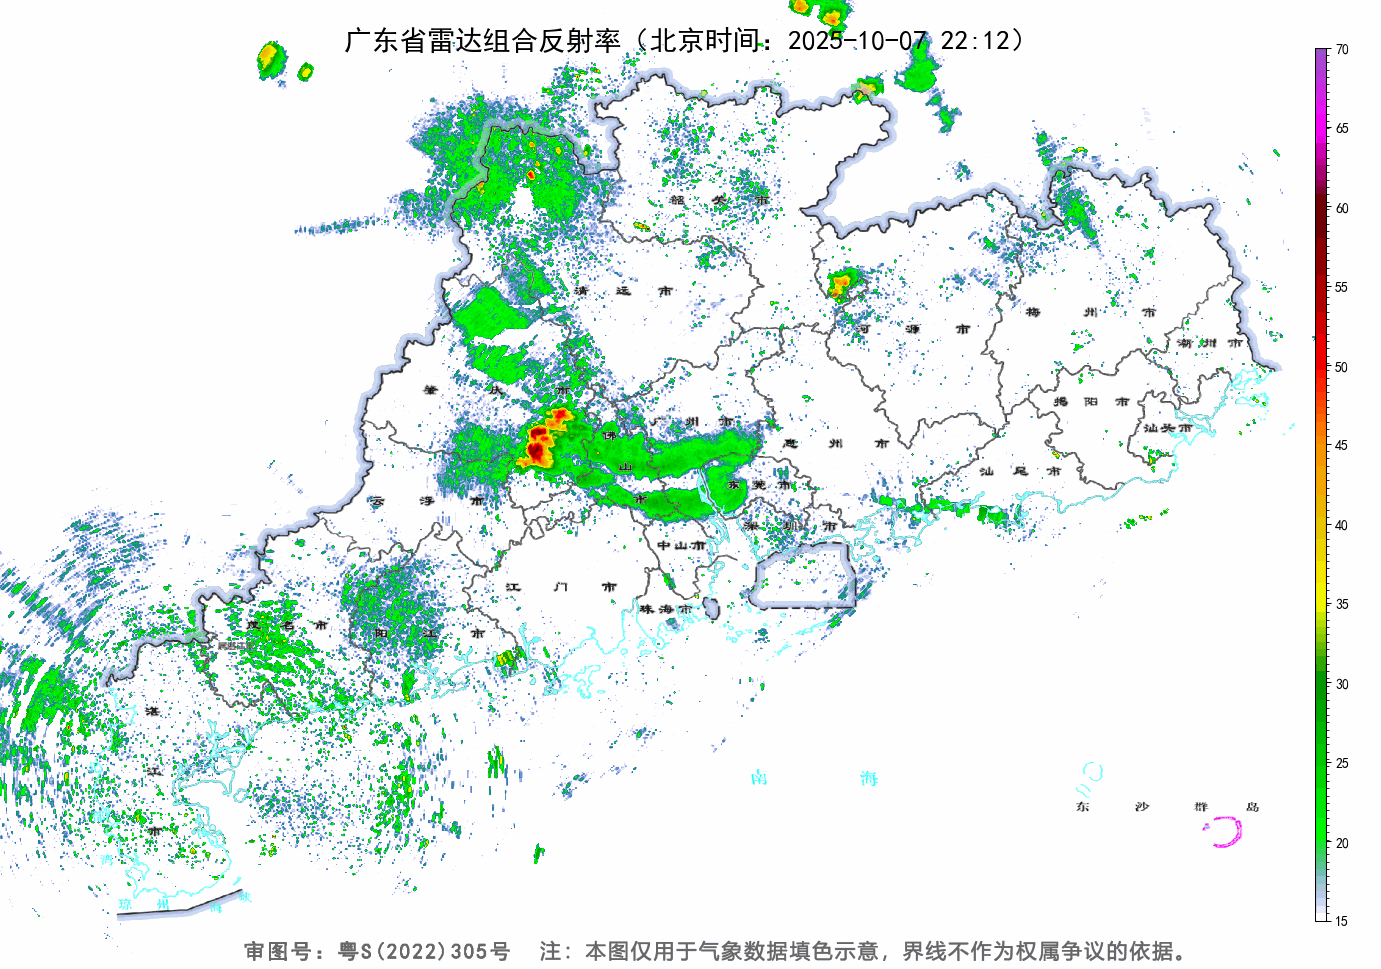 广东省雷达组合反射率（北京时间：2025-10-07 22:12）
70
65
60
55
50
45
40
35
30
25
20
15
韶 关 市
清 远 市
河 源 市
梅 州 市
潮 州 市
肇 庆 市
广 州 市
佛 山 市
惠 州 市
揭 阳 市
汕头市
汕 尾 市
云 浮 市
东 莞 市
深 圳 市
中山市
江 门 市
珠海市
茂 名 市
阳 江 市
湛 江 市
南 海
东 沙 群 岛
琼 州 海 峡
审图号：粤S(2022)305号 注：本图仅用于气象数据填色示意，界线不作为权属争议的依据。